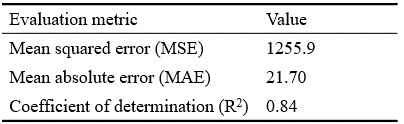 Evaluation metric Value
Mean squared error (MSE) 1255.9
Mean absolute error (MAE) 21.70
Coefficient of determination (R²) 0.84